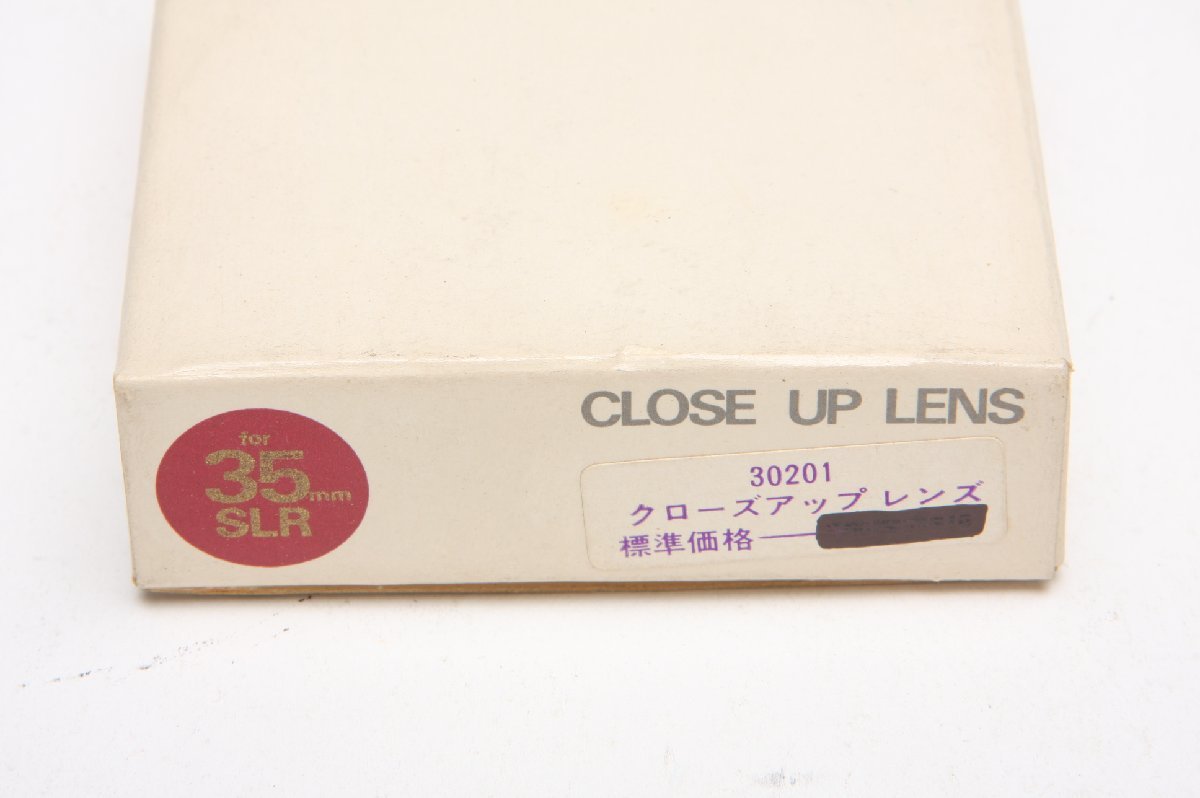 for
35mm
SLR
CLOSE UP LENS
30201
クローズアップレンズ
標準価格―